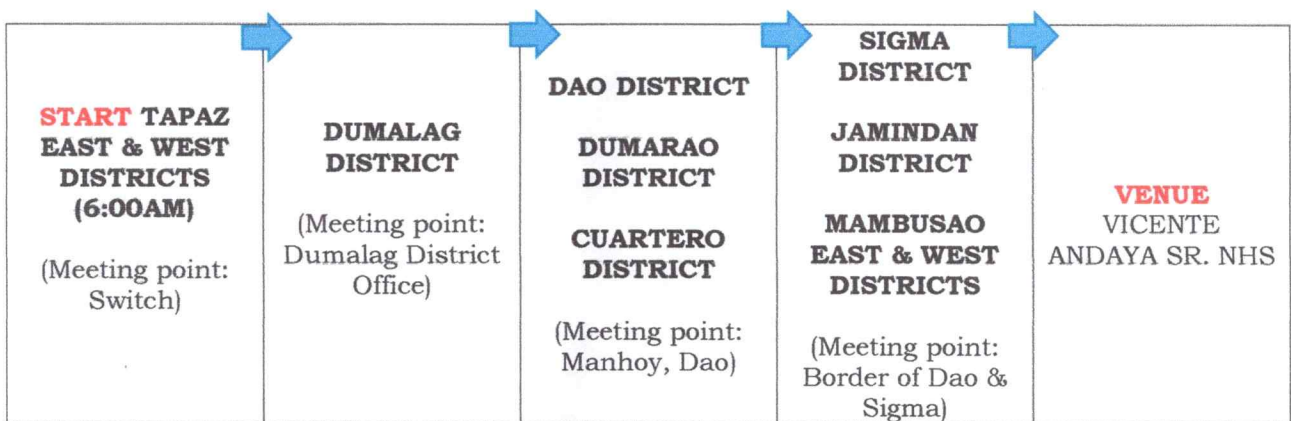 START TAPAZ
EAST & WEST
DISTRICTS
(6:00AM)
(Meeting point:
Switch)
DUMALAG
DISTRICT
(Meeting point:
Dumalag District
Office)
DAO DISTRICT
DUMARAO
DISTRICT
CUARTERO
DISTRICT
(Meeting point:
Manhoy, Dao)
SIGMA
DISTRICT
JAMINDAN
DISTRICT
MAMBUSAO
EAST & WEST
DISTRICTS
(Meeting point:
Border of Dao &
Sigma)
VENUE
VICENTE
ANDAYA SR. NHS